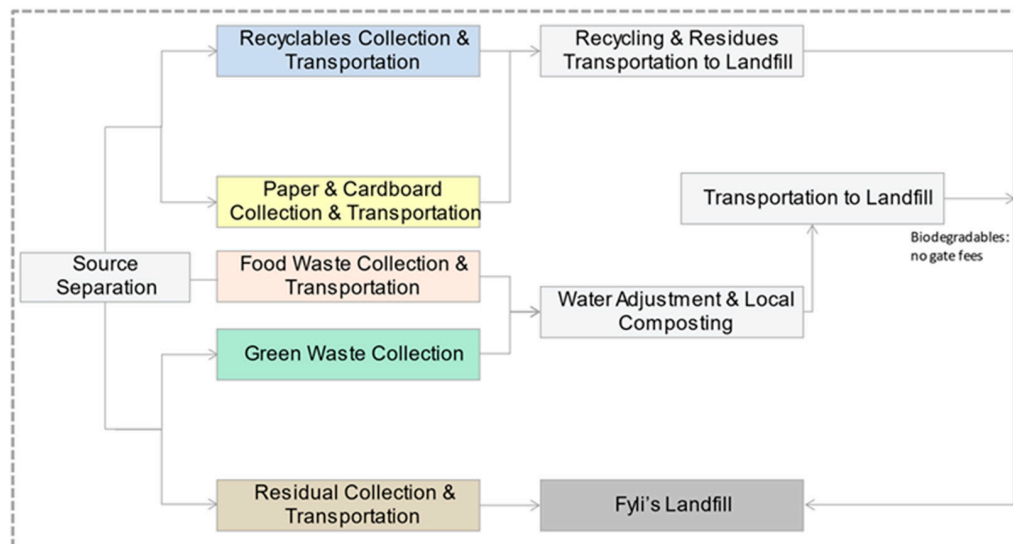 Recyclables Collection &
Transportation
Recycling & Residues
Transportation to Landfill
Paper & Cardboard
Collection & Transportation
Transportation to Landfill
Biodegradables:
no gate fees
Source
Separation
Food Waste Collection &
Transportation
Water Adjustment & Local
Composting
Green Waste Collection
Residual Collection &
Transportation
Fyli's Landfill